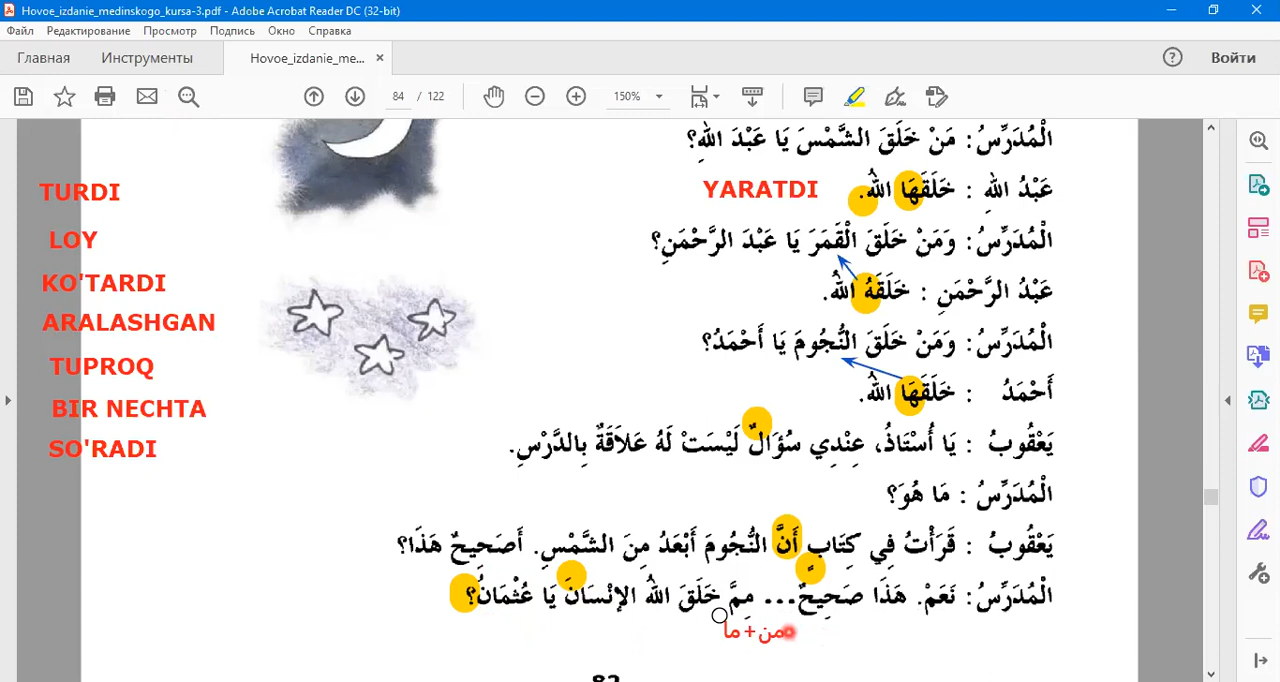 Hovoe_izdanie_medinskogo_kursa-3.pdf - Adobe Acrobat Reader DC (32-bit)
Файл Редактирование Просмотр Подпись Окно Справка
Главная Инструменты Hovoe_izdanie_me... × Войти
84 / 122 150%
الْمُدَرِّسُ: مَنْ خَلَقَ الشَّمْسَ يَا عَبْدَ اللهِ؟
TURDI
عَبْدُ اللهِ : خَلَقَهَا اللهُ.
YARATDI
LOY
الْمُدَرِّسُ: وَمَنْ خَلَقَ الْقَمَرَ يَا عَبْدَ الرَّحْمَنِ؟
KO'TARDI
عَبْدُ الرَّحْمَنِ : خَلَقَهُ اللهُ.
ARALASHGAN
الْمُدَرِّسُ: وَمَنْ خَلَقَ النُّجُومَ يَا أَحْمَدُ؟
TUPROQ
أَحْمَدُ : خَلَقَهَا اللهُ.
BIR NECHTA
SO'RADI
يَعْقُوبُ : يَا أُسْتَاذُ، عِنْدِي سُؤَالٌ لَيْسَتْ لَهُ عَلاَقَةٌ بِالدَّرْسِ.
الْمُدَرِّسُ : مَا هُوَ؟
يَعْقُوبُ : قَرَأْتُ فِي كِتَابٍ أَنَّ النُّجُومَ أَبْعَدُ مِنَ الشَّمْسِ. أَصَحِيحٌ هَذَا؟
الْمُدَرِّسُ: نَعَمْ. هَذَا صَحِيحٌ... مِمَّ خَلَقَ اللهُ الإِنْسَانَ يَا عُثْمَانُ؟
من + ما